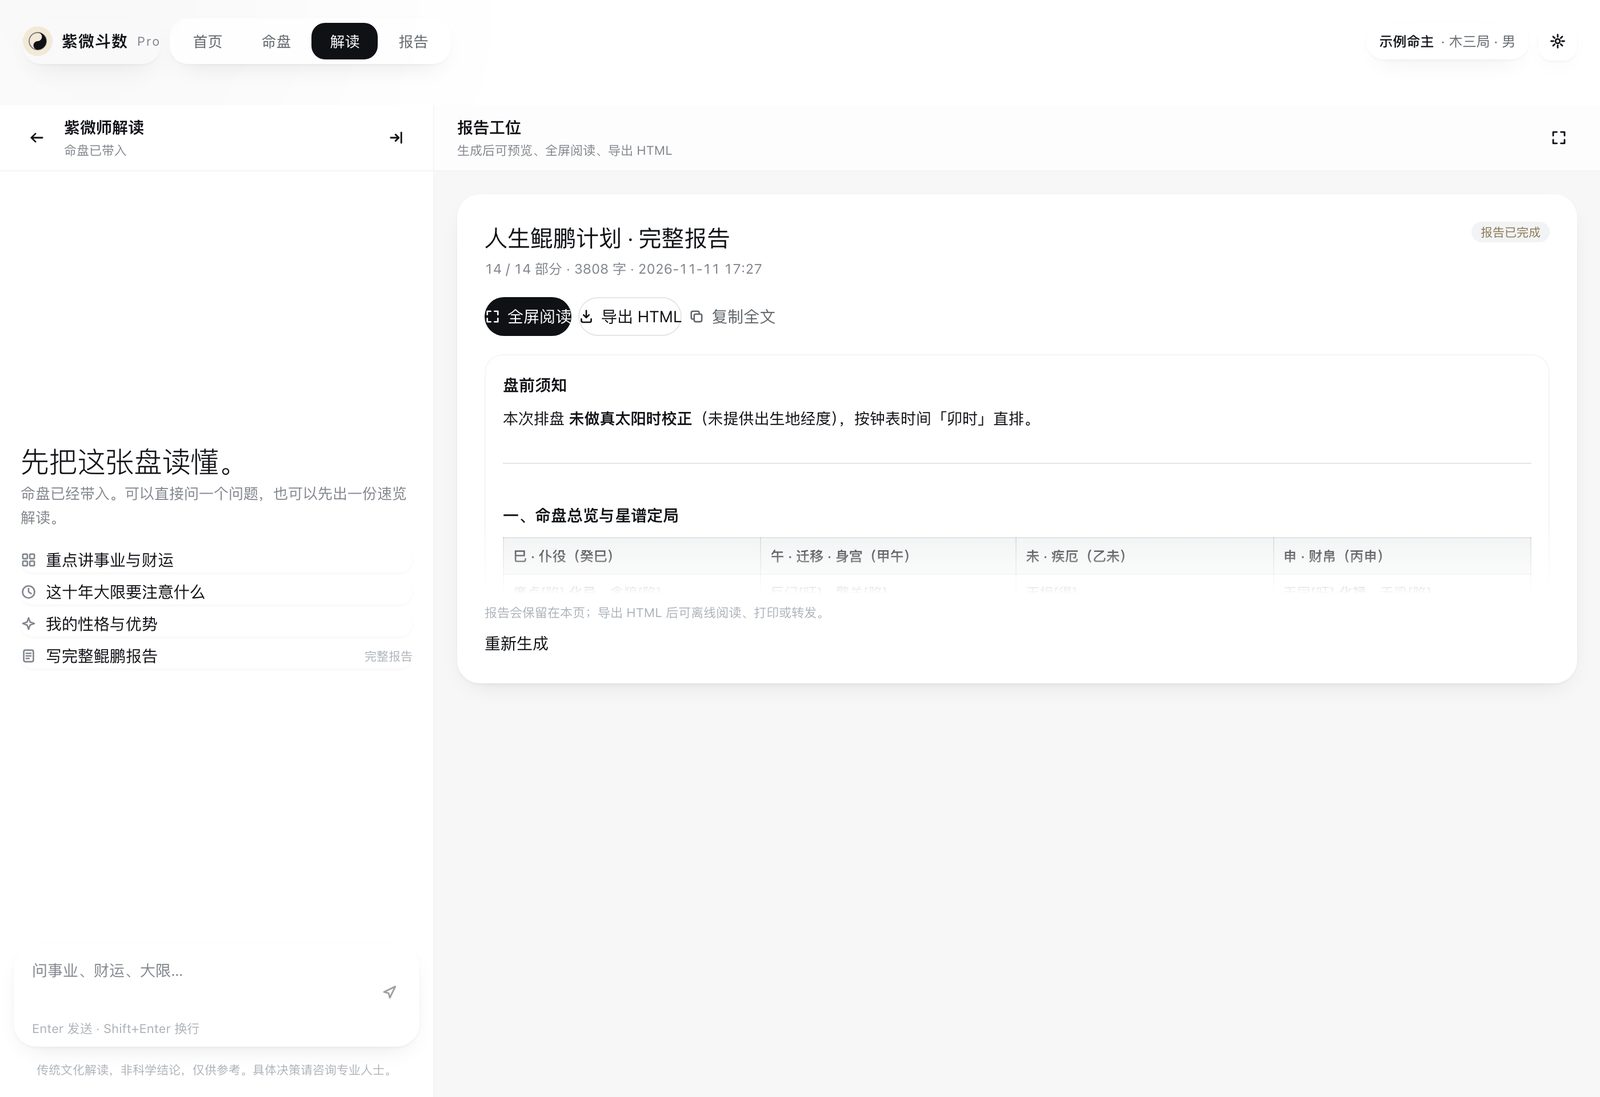 紫微斗数 Pro
首页
命盘
解读
报告
示例命主 · 木三局 · 男
紫微师解读
命盘已带入
报告工位
生成后可预览、全屏阅读、导出 HTML
人生鲲鹏计划 · 完整报告
报告已完成
14 / 14 部分 · 3808 字 · 2026-11-11 17:27
全屏阅读
导出 HTML
复制全文
盘前须知
本次排盘 未做真太阳时校正（未提供出生地经度），按钟表时间「卯时」直排。
一、命盘总览与星谱定局
巳 · 仆役（癸巳）
午 · 迁移 · 身宫（甲午）
未 · 疾厄（乙未）
申 · 财帛（丙申）
报告会保留在本页；导出 HTML 后可离线阅读、打印或转发。
重新生成
先把这张盘读懂。
命盘已经带入。可以直接问一个问题，也可以先出一份速览
解读。
重点讲事业与财运
这十年大限要注意什么
我的性格与优势
写完整鲲鹏报告
完整报告
问事业、财运、大限...
Enter 发送 · Shift+Enter 换行
传统文化解读，非科学结论，仅供参考。具体决策请咨询专业人士。